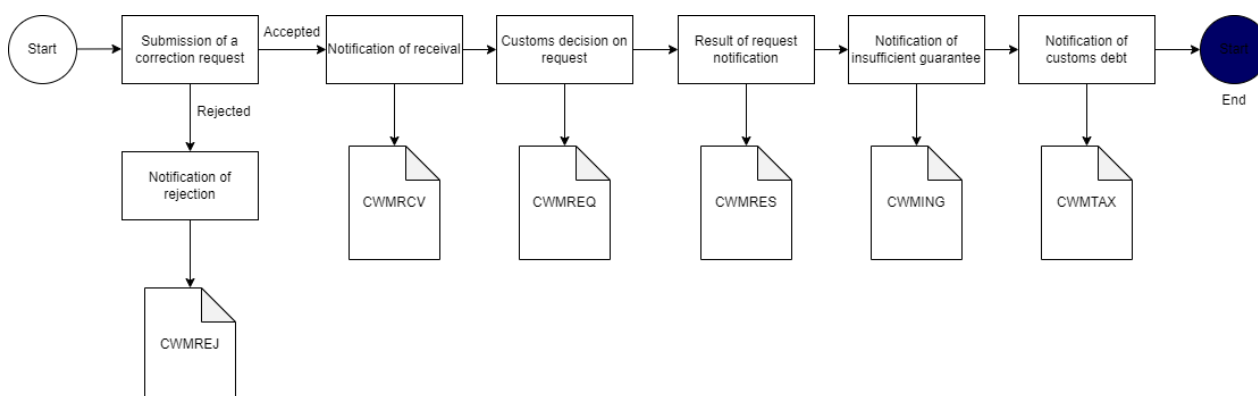 Start
Submission of a
correction request
Accepted
Notification of receival
Customs decision on
request
Result of request
notification
Notification of
insufficient guarantee
Notification of
customs debt
Start
End
Rejected
Notification of
rejection
CWMRCV
CWMREQ
CWMRES
CWMING
CWMTAX
CWMREJ